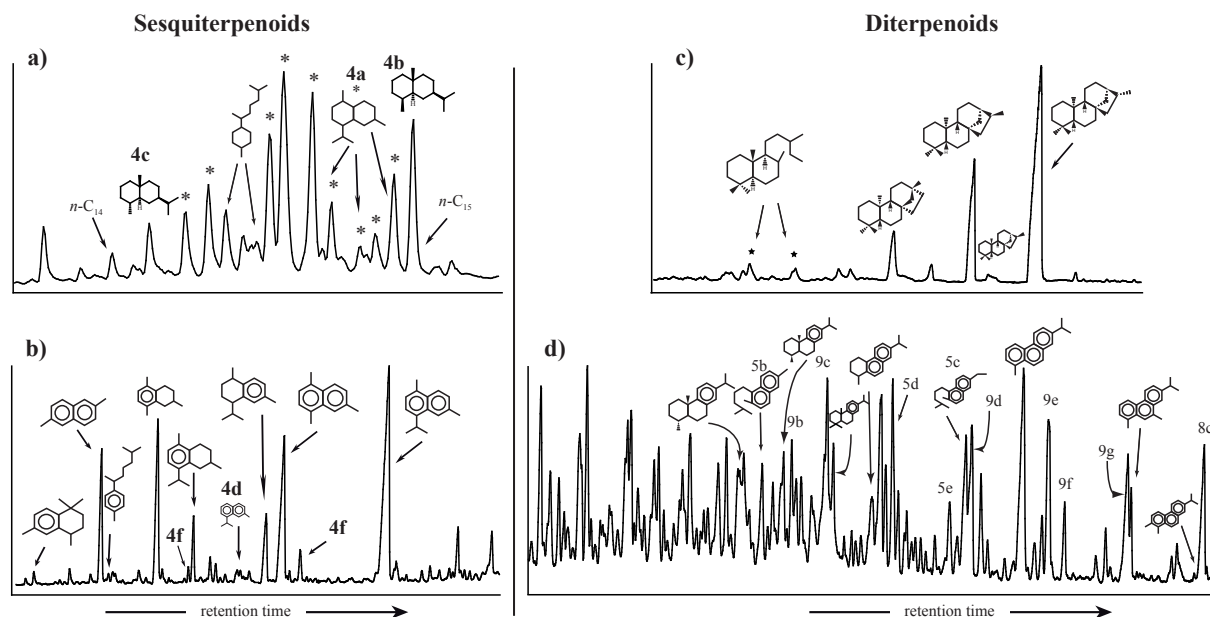 Sesquiterpenoids
Diterpenoids
a)
4c
n-C14
* * * * * *
4a
*
* * * *
4b
n-C15
c)
★ ★
b)
4f
4d
4f
retention time
d)
5b
9b
9c
5d
5c
9d
5e
9e
9f
9g
8c
retention time